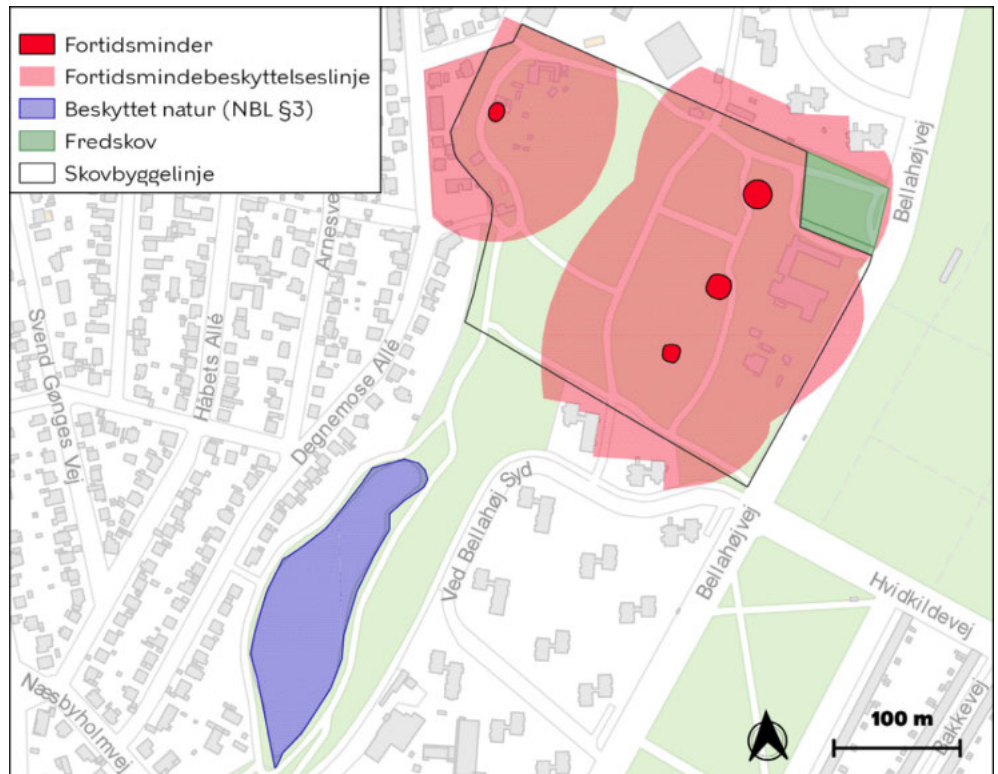 Fortidsminder
Fortidsmindebeskyttelseslinje
Beskyttet natur (NBL §3)
Fredskov
Skovbyggelinje
Bellahøjvej
Arnesvej
Svend Gønges Vej
Håbets Allé
Degnemose Allé
Ved Bellahøj Syd
Bellahøjvej
Hvidkildevej
Næsbyholmvej
Bakkevej
100 m